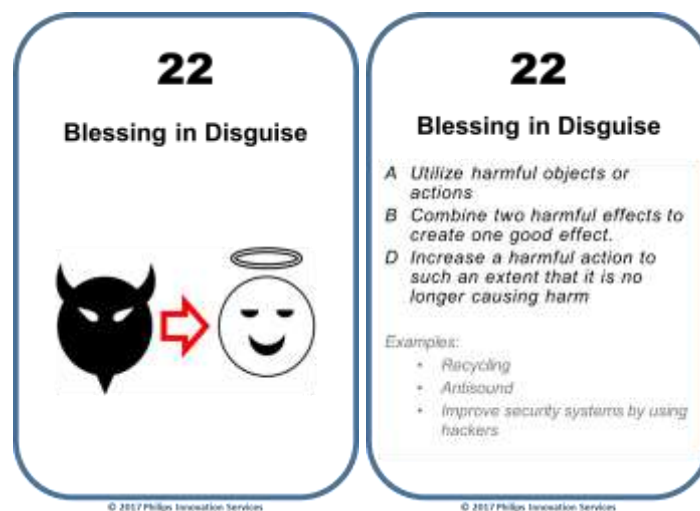 22
Blessing in Disguise
© 2017 Philips Innovation Services
22
Blessing in Disguise
A Utilize harmful objects or
actions
B Combine two harmful effects to
create one good effect.
D Increase a harmful action to
such an extent that it is no
longer causing harm
Examples:
• Recycling
• Antisound
• Improve security systems by using
hackers
© 2017 Philips Innovation Services